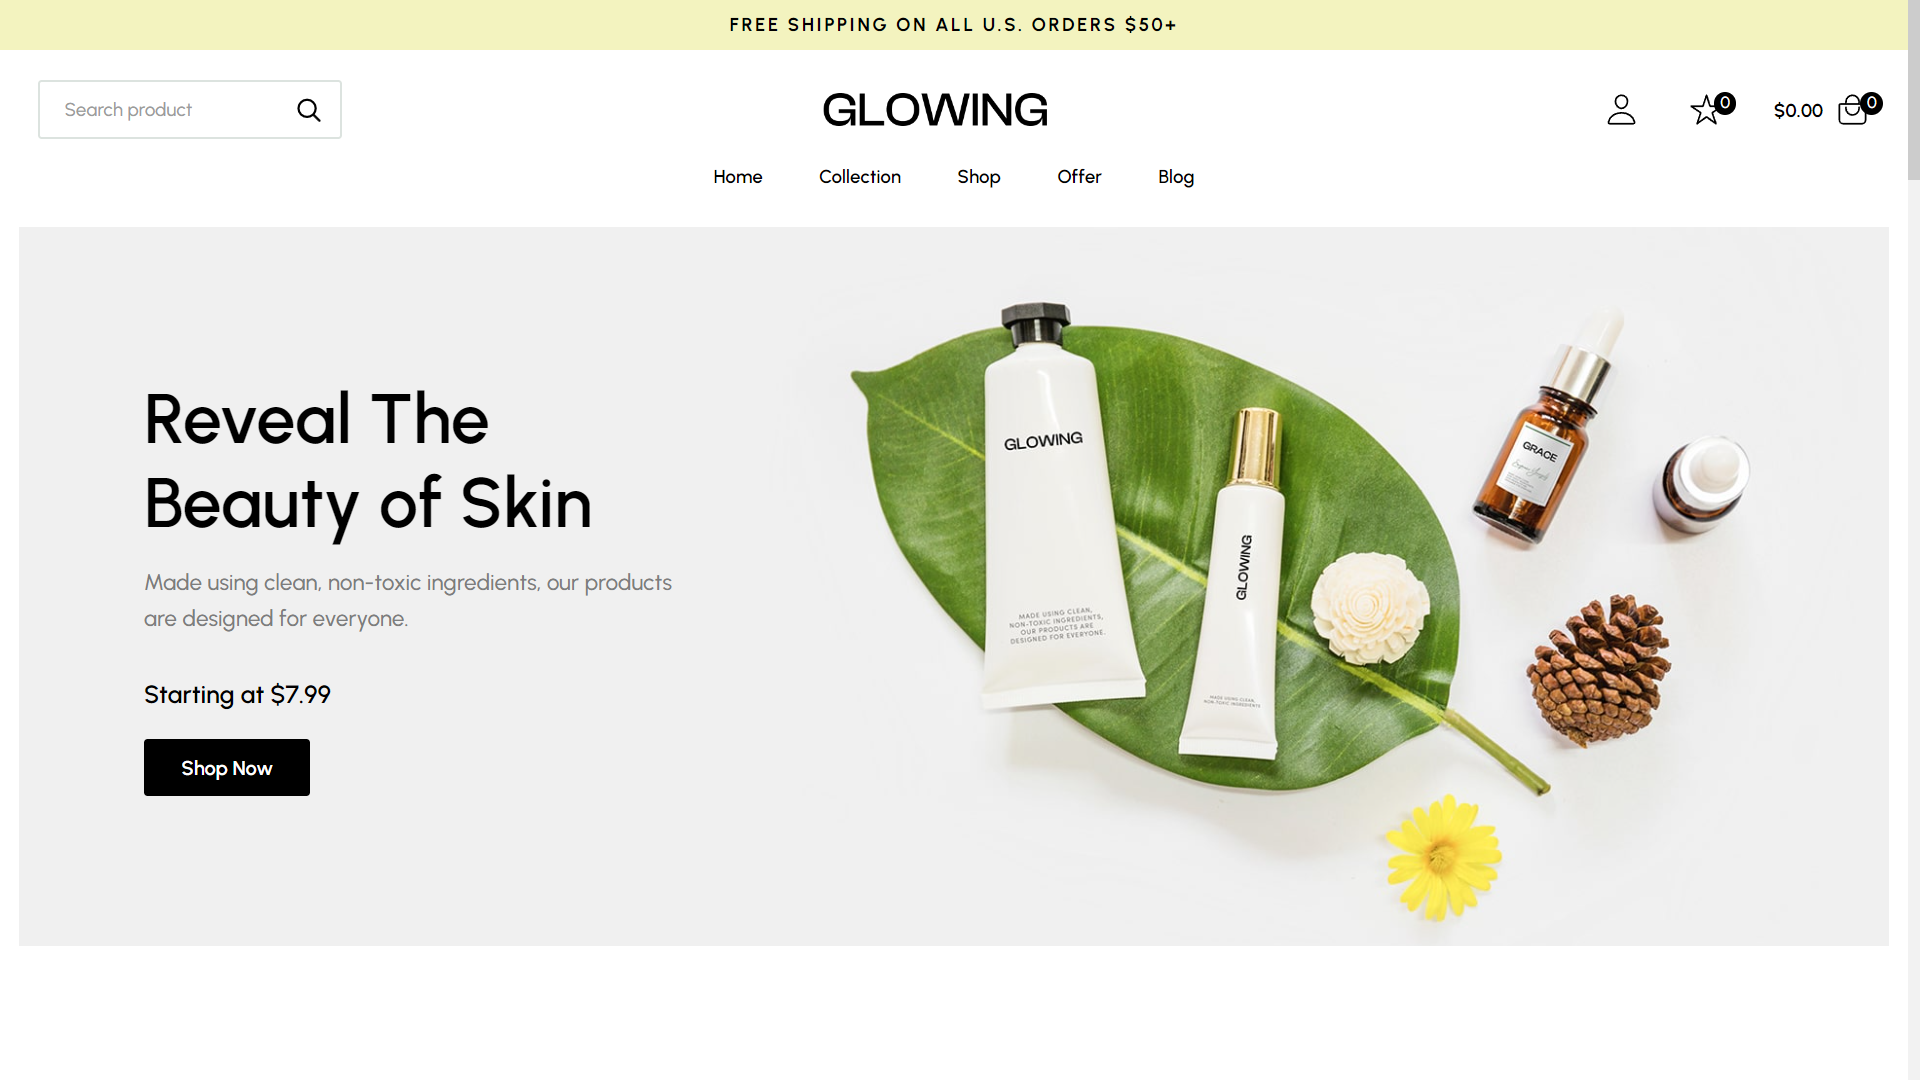 FREE SHIPPING ON ALL U.S. ORDERS $50+
Search product
GLOWING
0
$0.00
0
Home
Collection
Shop
Offer
Blog
Reveal The
Beauty of Skin
Made using clean, non-toxic ingredients, our products
are designed for everyone.
Starting at $7.99
Shop Now
GLOWING
MADE USING CLEAN,
NON-TOXIC INGREDIENTS,
OUR PRODUCTS ARE
DESIGNED FOR EVERYONE.
GLOWING
MADE USING CLEAN,
NON-TOXIC INGREDIENTS
GRACE